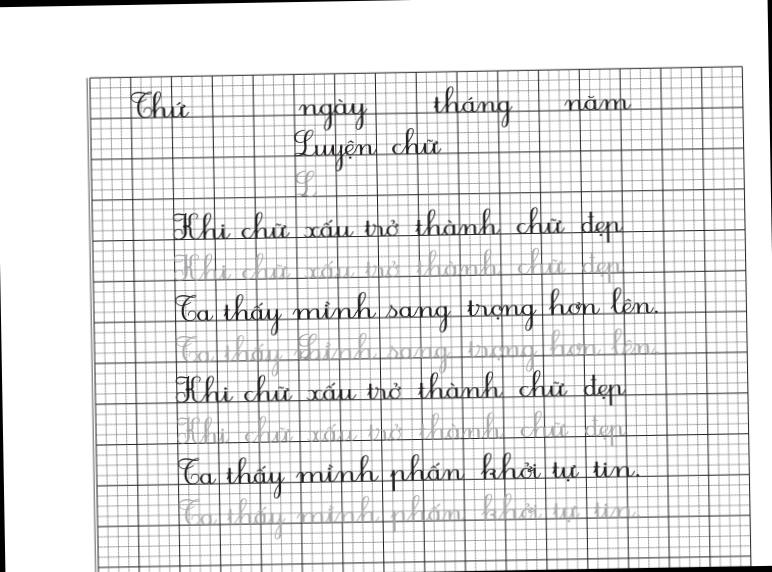 Thứ ngày tháng năm
Luyện chữ
L
Khi chữ xấu trở thành chữ đẹp
Khi chữ xấu trở thành chữ đẹp
Ta thấy mình sang trọng hơn lên.
Ta thấy mình sang trọng hơn lên.
Khi chữ xấu trở thành chữ đẹp
Khi chữ xấu trở thành chữ đẹp
Ta thấy mình phấn khởi tự tin.
Ta thấy mình phấn khởi tự tin.